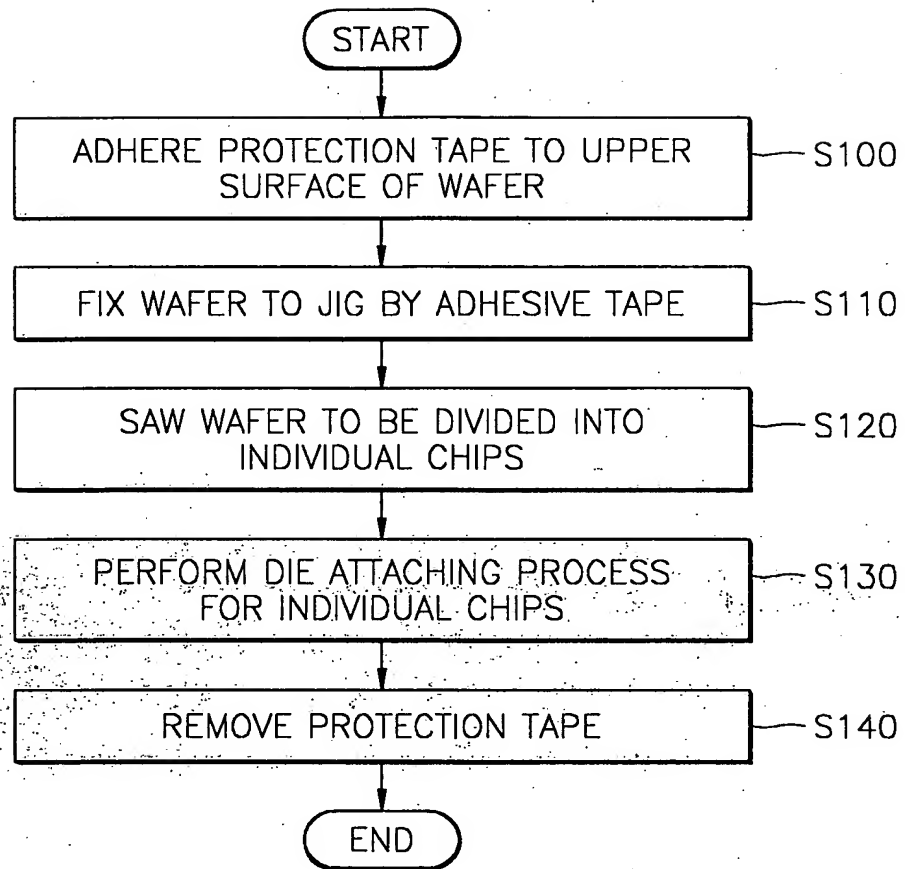 START
ADHERE PROTECTION TAPE TO UPPER
SURFACE OF WAFER
S100
FIX WAFER TO JIG BY ADHESIVE TAPE
S110
SAW WAFER TO BE DIVIDED INTO
INDIVIDUAL CHIPS
S120
PERFORM DIE ATTACHING PROCESS
FOR INDIVIDUAL CHIPS
S130
REMOVE PROTECTION TAPE
S140
END